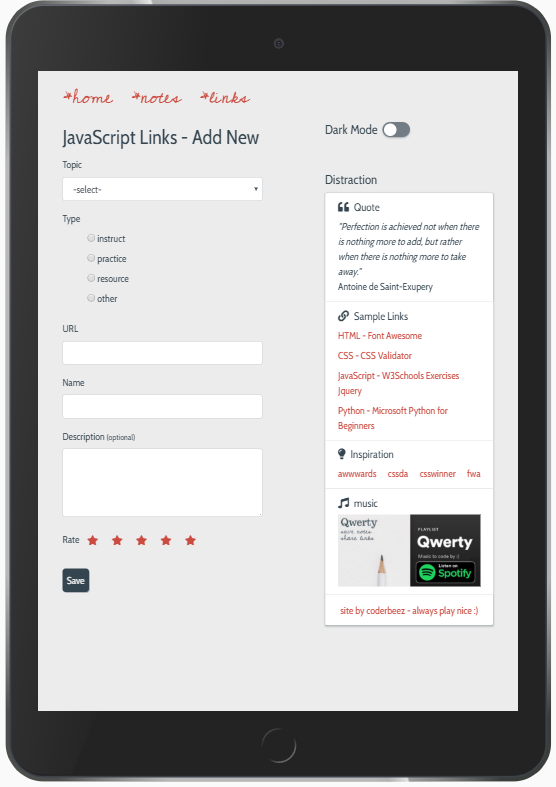 *home *notes *links
JavaScript Links - Add New
Topic
-select-
Type
instruct
practice
resource
other
URL
Name
Description (optional)
Rate
Save
Dark Mode
Distraction
Quote
"Perfection is achieved not when there
is nothing more to add, but rather
when there is nothing more to take
away."
Antoine de Saint-Exupery
Sample Links
HTML - Font Awesome
CSS - CSS Validator
JavaScript - W3Schools Exercises
Jquery
Python - Microsoft Python for
Beginners
Inspiration
awwwards cssda csswinner fwa
music
Qwerty
save notes
share links
PLAYLIST
Qwerty
Music to code by :)
Listen on
Spotify
site by coderbeez - always play nice :)